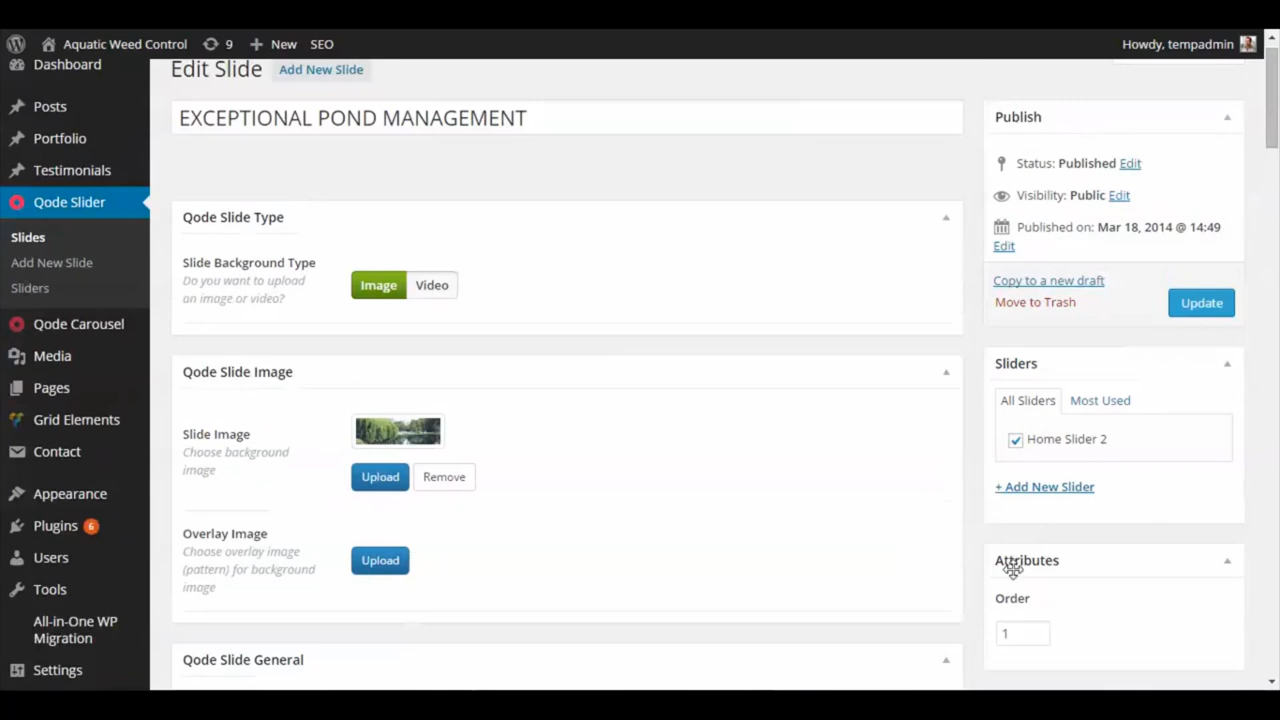 Aquatic Weed Control 9 New SEO Howdy, tempadmin
Dashboard
Posts
Portfolio
Testimonials
Qode Slider
Slides
Add New Slide
Sliders
Qode Carousel
Media
Pages
Grid Elements
Contact
Appearance
Plugins 6
Users
Tools
All-in-One WP
Migration
Settings
Edit Slide Add New Slide
EXCEPTIONAL POND MANAGEMENT
Qode Slide Type
Slide Background Type
Do you want to upload
an image or video?
Image Video
Qode Slide Image
Slide Image
Choose background
image
Upload Remove
Overlay Image
Choose overlay image
(pattern) for background
image
Upload
Qode Slide General
Publish
Status: Published Edit
Visibility: Public Edit
Published on: Mar 18, 2014 @ 14:49
Edit
Copy to a new draft
Move to Trash
Update
Sliders
All Sliders Most Used
Home Slider 2
+ Add New Slider
Attributes
Order
1